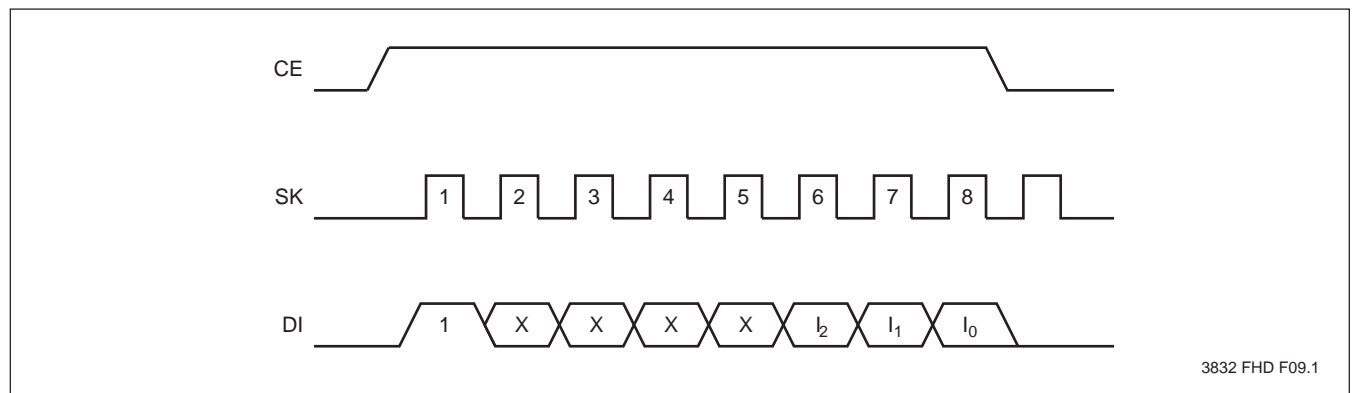 CE
SK 1 2 3 4 5 6 7 8
DI 1 X X X X I2 I1 I0
3832 FHD F09.1